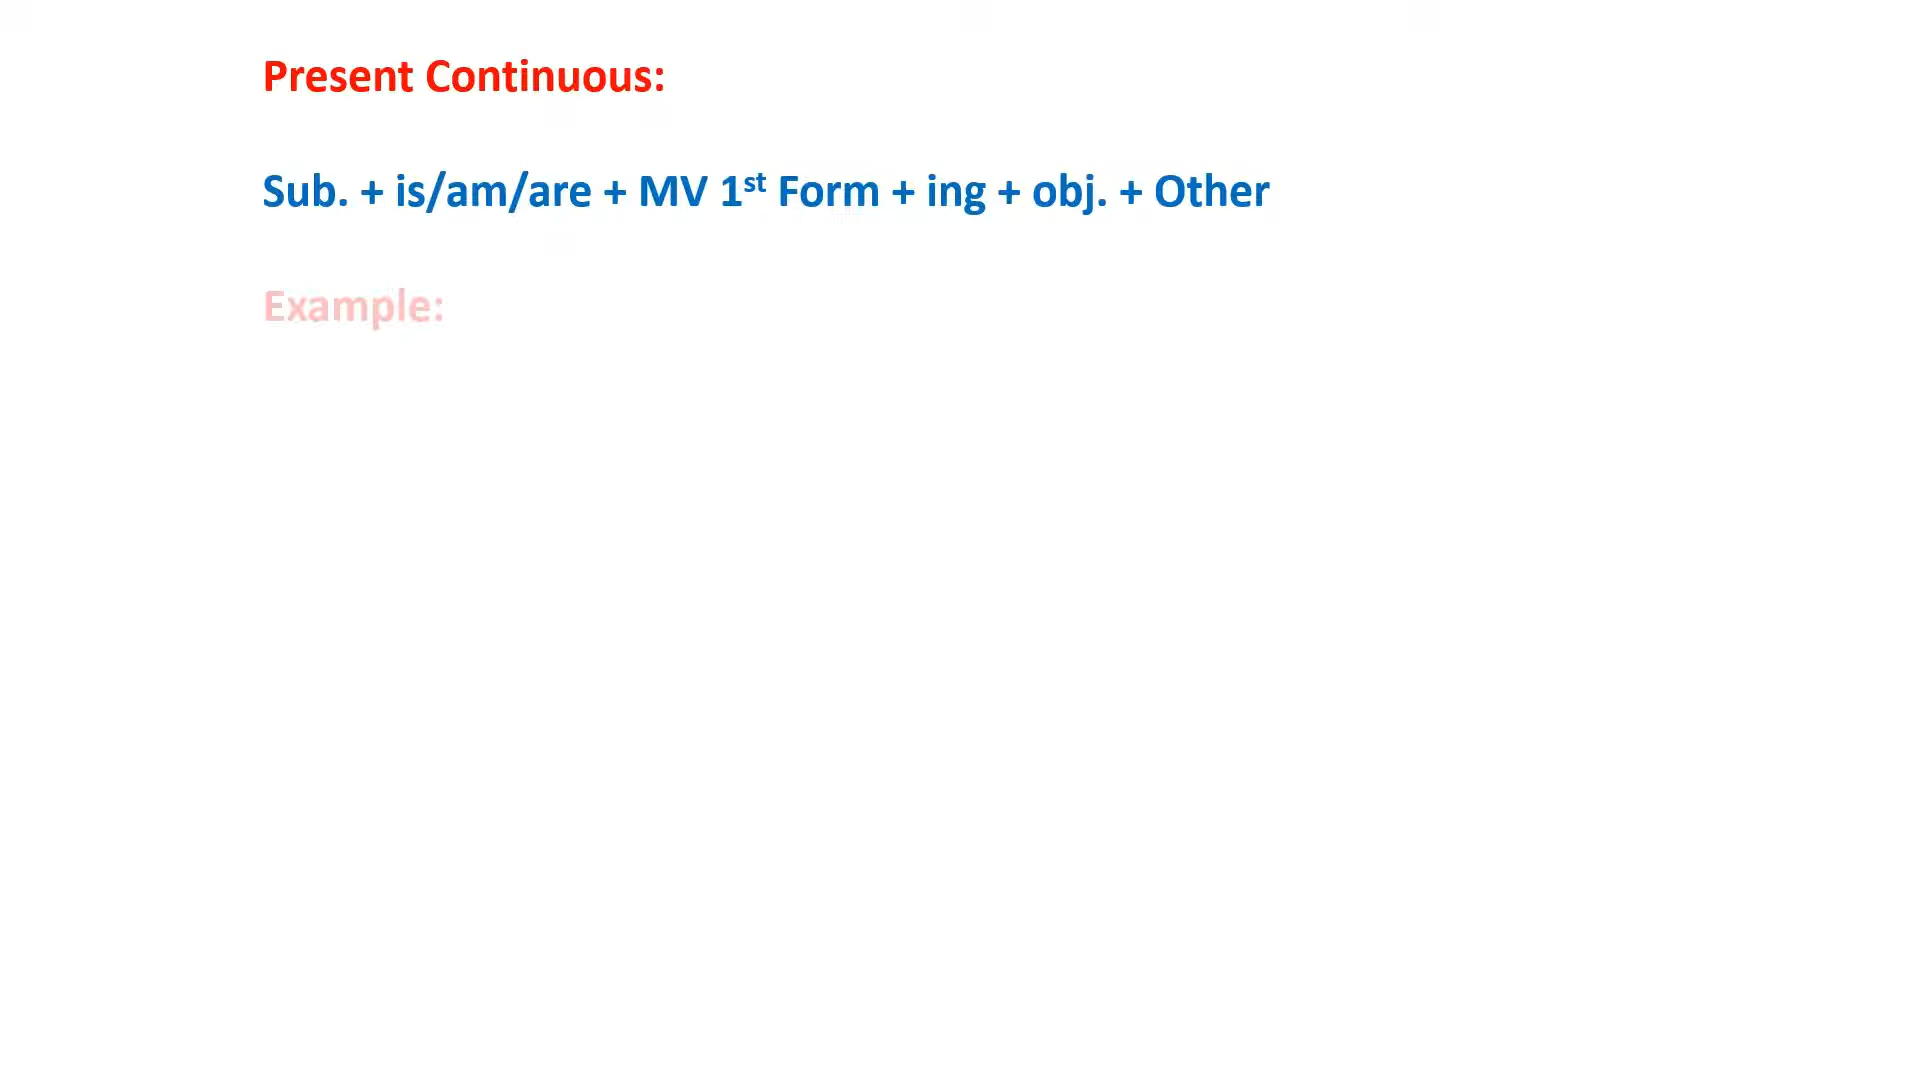 Present Continuous:
Sub. + is/am/are + MV 1st Form + ing + obj. + Other
Example: